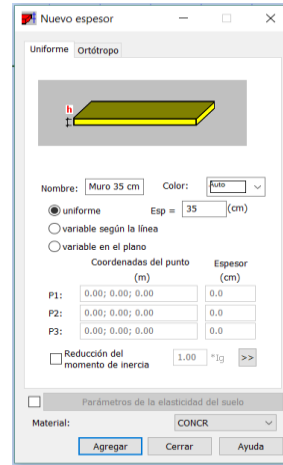 Nuevo espesor
Uniforme Ortótropo
h
Nombre: Muro 35 cm Color: Auto
uniforme Esp = 35 (cm)
variable según la línea
variable en el plano
Coordenadas del punto Espesor
(m) (cm)
P1: 0.00; 0.00; 0.00 0.0
P2: 0.00; 0.00; 0.00 0.0
P3: 0.00; 0.00; 0.00 0.0
Reducción del
momento de inercia 1.00 *Ig >>
Parámetros de la elasticidad del suelo
Material: CONCR
Agregar Cerrar Ayuda